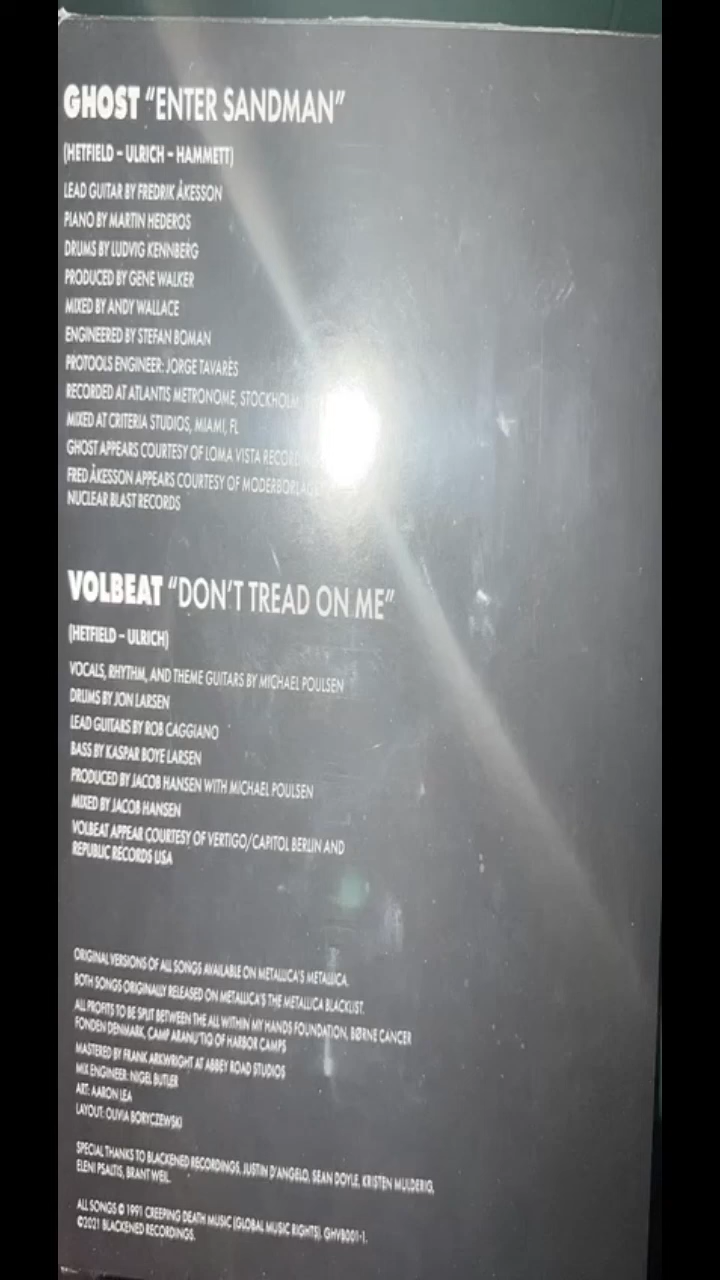 GHOST “ENTER SANDMAN”
(HETFIELD – ULRICH – HAMMETT)
LEAD GUITAR BY FREDRIK ÅKESSON
PIANO BY MARTIN HEDEROS
DRUMS BY LUDVIG KENNBERG
PRODUCED BY GENE WALKER
MIXED BY ANDY WALLACE
ENGINEERED BY STEFAN BOMAN
PROTOOLS ENGINEER: JORGE TAVARÈS
RECORDED AT ATLANTIS METRONOME, STOCKHOLM
MIXED AT CRITERIA STUDIOS, MIAMI, FL
GHOST APPEARS COURTESY OF LOMA VISTA
FRED ÅKESSON APPEARS COURTESY OF
NUCLEAR BLAST RECORDS
VOLBEAT “DON’T TREAD ON ME”
(HETFIELD – ULRICH)
VOCALS, RHYTHM, AND THEME GUITARS BY MICHAEL POULSEN
DRUMS BY JON LARSEN
LEAD GUITARS BY ROB CAGGIANO
BASS BY KASPAR BOYE LARSEN
PRODUCED BY JACOB HANSEN WITH MICHAEL POULSEN
MIXED BY JACOB HANSEN
VOLBEAT APPEAR COURTESY OF VERTIGO/CAPITOL BERLIN AND
REPUBLIC RECORDS USA
ORIGINAL VERSIONS OF ALL SONGS AVAILABLE ON METALLICA’S METALLICA.
BOTH SONGS ORIGINALLY RELEASED ON METALLICA’S THE METALLICA BLACKLIST.
ALL PROFITS TO BE SPLIT BETWEEN THE ALL WITHIN MY HANDS FOUNDATION, BØRNE CANCER
FONDEN DENMARK, CAMP ARANU’TIQ OF HARBOR CAMPS
MASTERED BY FRANK ARKWRIGHT AT ABBEY ROAD STUDIOS
MIX ENGINEER: NIGEL BUTLER
ART: AARON LEA
LAYOUT: OLIVIA BORYCZEWSKI
SPECIAL THANKS TO BLACKENED RECORDINGS, JUSTIN D’ANGELO, SEAN DOYLE, KRISTEN MULDERIG,
ELENI PSALTIS, BRANT WEIL.
ALL SONGS © 1991 CREEPING DEATH MUSIC (GLOBAL MUSIC RIGHTS). GHVB001-1.
©2021 BLACKENED RECORDINGS.